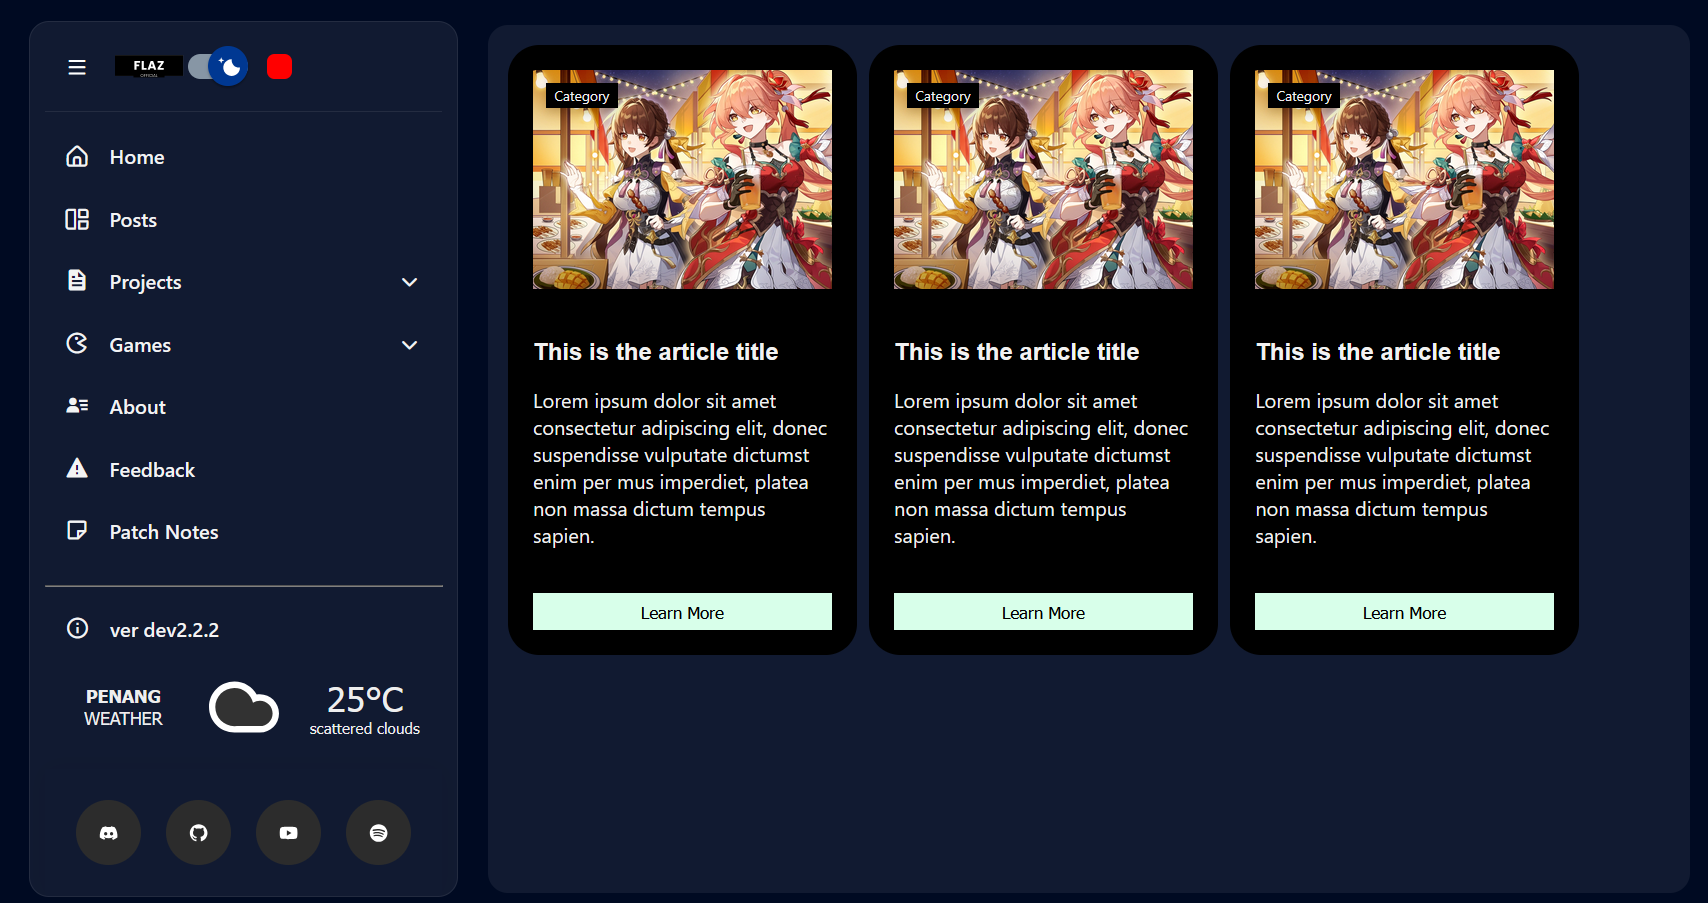 FLAZ
OFFICIAL
Home
Posts
Projects
Games
About
Feedback
Patch Notes
ver dev2.2.2
PENANG
WEATHER
25°C
scattered clouds
Category
This is the article title
Lorem ipsum dolor sit amet
consectetur adipiscing elit, donec
suspendisse vulputate dictumst
enim per mus imperdiet, platea
non massa dictum tempus
sapien.
Learn More
Category
This is the article title
Lorem ipsum dolor sit amet
consectetur adipiscing elit, donec
suspendisse vulputate dictumst
enim per mus imperdiet, platea
non massa dictum tempus
sapien.
Learn More
Category
This is the article title
Lorem ipsum dolor sit amet
consectetur adipiscing elit, donec
suspendisse vulputate dictumst
enim per mus imperdiet, platea
non massa dictum tempus
sapien.
Learn More